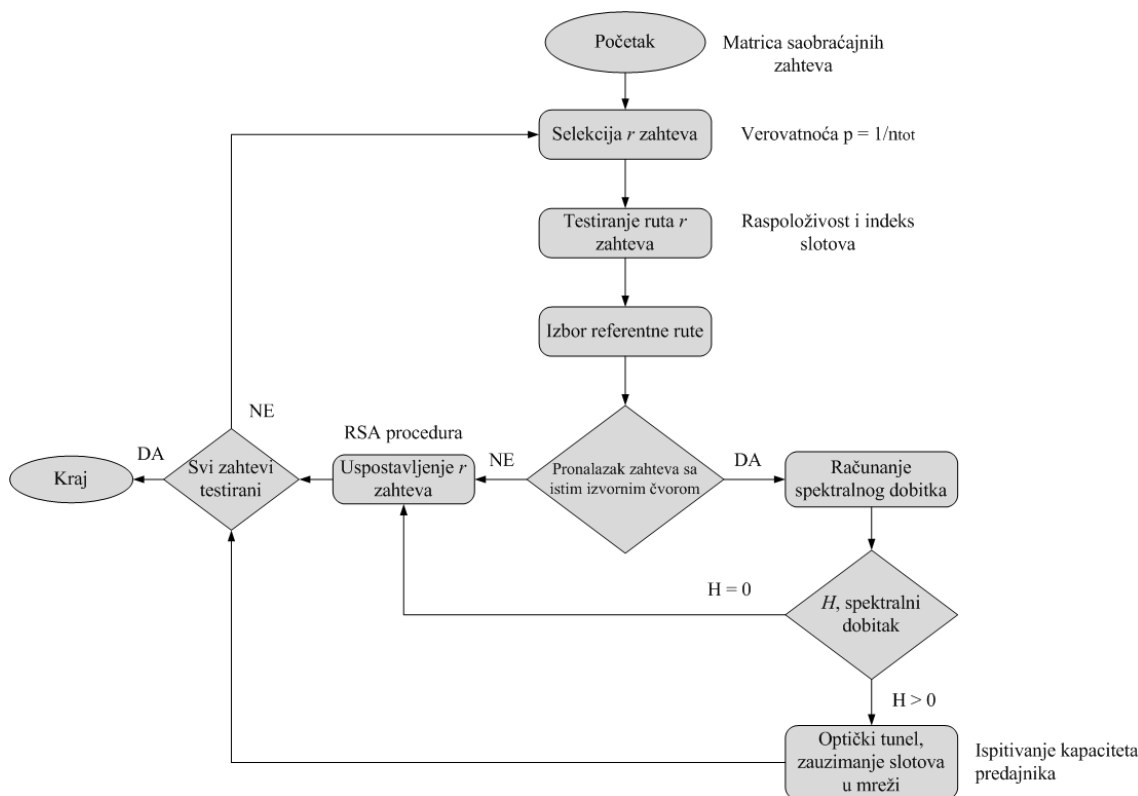 Početak
Matrica saobraćajnih
zahteva
Selekcija r zahteva
Verovatnoća p = 1/ntot
Testiranje ruta r
zahteva
Raspoloživost i indeks
slotova
Izbor referentne rute
NE
DA
RSA procedura
Kraj
Svi zahtevi
testirani
Uspostavljenje r
zahteva
NE
Pronalazak zahteva sa
istim izvornim čvorom
DA
Računanje
spektralnog dobitka
H = 0
H, spektralni
dobitak
H > 0
Optički tunel,
zauzimanje slotova
u mreži
Ispitivanje kapaciteta
predajnika